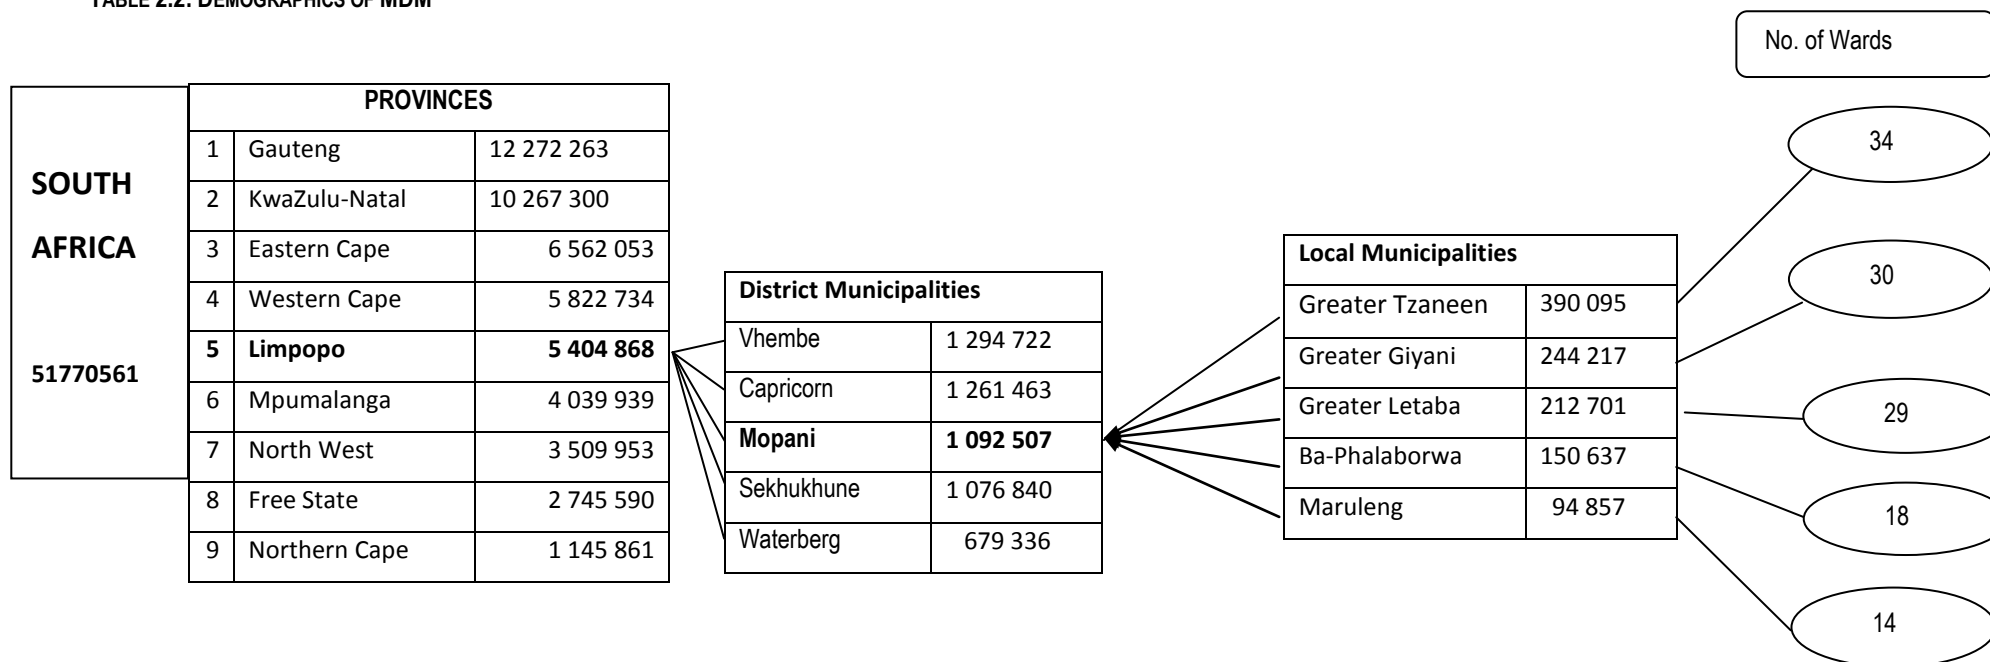 TABLE 2.2: DEMOGRAPHICS OF MDM
No. of Wards
SOUTH
AFRICA
51770561
PROVINCES
1 Gauteng 12 272 263
2 KwaZulu-Natal 10 267 300
3 Eastern Cape 6 562 053
4 Western Cape 5 822 734
5 Limpopo 5 404 868
6 Mpumalanga 4 039 939
7 North West 3 509 953
8 Free State 2 745 590
9 Northern Cape 1 145 861
District Municipalities
Vhembe 1 294 722
Capricorn 1 261 463
Mopani 1 092 507
Sekhukhune 1 076 840
Waterberg 679 336
Local Municipalities
Greater Tzaneen 390 095
Greater Giyani 244 217
Greater Letaba 212 701
Ba-Phalaborwa 150 637
Maruleng 94 857
34
30
29
18
14